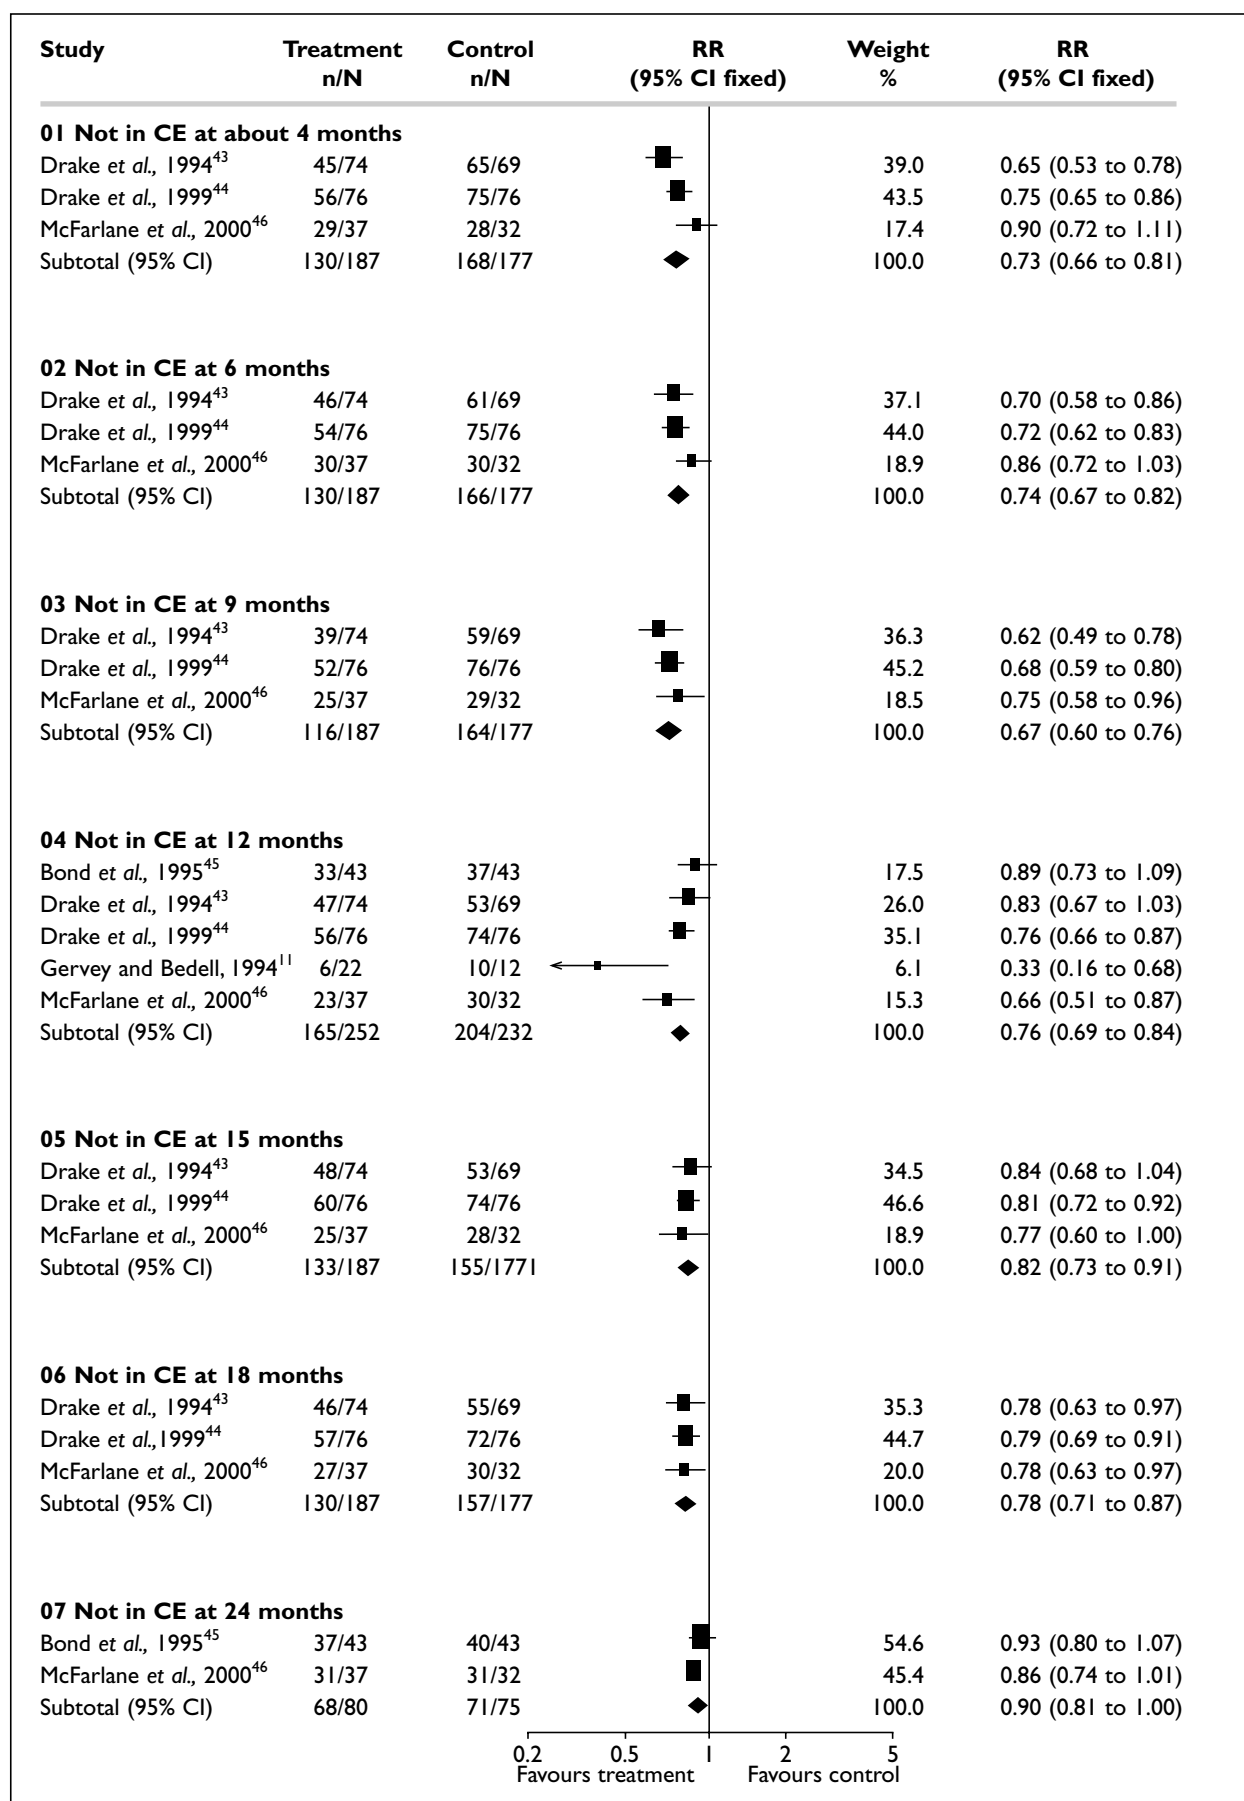 Study Treatment Control RR Weight RR
n/N n/N (95% CI fixed) % (95% CI fixed)
01 Not in CE at about 4 months
Drake et al., 1994⁴³ 45/74 65/69 39.0 0.65 (0.53 to 0.78)
Drake et al., 1999⁴⁴ 56/76 75/76 43.5 0.75 (0.65 to 0.86)
McFarlane et al., 2000⁴⁶ 29/37 28/32 17.4 0.90 (0.72 to 1.11)
Subtotal (95% CI) 130/187 168/177 100.0 0.73 (0.66 to 0.81)
02 Not in CE at 6 months
Drake et al., 1994⁴³ 46/74 61/69 37.1 0.70 (0.58 to 0.86)
Drake et al., 1999⁴⁴ 54/76 75/76 44.0 0.72 (0.62 to 0.83)
McFarlane et al., 2000⁴⁶ 30/37 30/32 18.9 0.86 (0.72 to 1.03)
Subtotal (95% CI) 130/187 166/177 100.0 0.74 (0.67 to 0.82)
03 Not in CE at 9 months
Drake et al., 1994⁴³ 39/74 59/69 36.3 0.62 (0.49 to 0.78)
Drake et al., 1999⁴⁴ 52/76 76/76 45.2 0.68 (0.59 to 0.80)
McFarlane et al., 2000⁴⁶ 25/37 29/32 18.5 0.75 (0.58 to 0.96)
Subtotal (95% CI) 116/187 164/177 100.0 0.67 (0.60 to 0.76)
04 Not in CE at 12 months
Bond et al., 1995⁴⁵ 33/43 37/43 17.5 0.89 (0.73 to 1.09)
Drake et al., 1994⁴³ 47/74 53/69 26.0 0.83 (0.67 to 1.03)
Drake et al., 1999⁴⁴ 56/76 74/76 35.1 0.76 (0.66 to 0.87)
Gervey and Bedell, 1994¹¹ 6/22 10/12 6.1 0.33 (0.16 to 0.68)
McFarlane et al., 2000⁴⁶ 23/37 30/32 15.3 0.66 (0.51 to 0.87)
Subtotal (95% CI) 165/252 204/232 100.0 0.76 (0.69 to 0.84)
05 Not in CE at 15 months
Drake et al., 1994⁴³ 48/74 53/69 34.5 0.84 (0.68 to 1.04)
Drake et al., 1999⁴⁴ 60/76 74/76 46.6 0.81 (0.72 to 0.92)
McFarlane et al., 2000⁴⁶ 25/37 28/32 18.9 0.77 (0.60 to 1.00)
Subtotal (95% CI) 133/187 155/1771 100.0 0.82 (0.73 to 0.91)
06 Not in CE at 18 months
Drake et al., 1994⁴³ 46/74 55/69 35.3 0.78 (0.63 to 0.97)
Drake et al.,1999⁴⁴ 57/76 72/76 44.7 0.79 (0.69 to 0.91)
McFarlane et al., 2000⁴⁶ 27/37 30/32 20.0 0.78 (0.63 to 0.97)
Subtotal (95% CI) 130/187 157/177 100.0 0.78 (0.71 to 0.87)
07 Not in CE at 24 months
Bond et al., 1995⁴⁵ 37/43 40/43 54.6 0.93 (0.80 to 1.07)
McFarlane et al., 2000⁴⁶ 31/37 31/32 45.4 0.86 (0.74 to 1.01)
Subtotal (95% CI) 68/80 71/75 100.0 0.90 (0.81 to 1.00)
0.2 0.5 1 2 5
Favours treatment Favours control